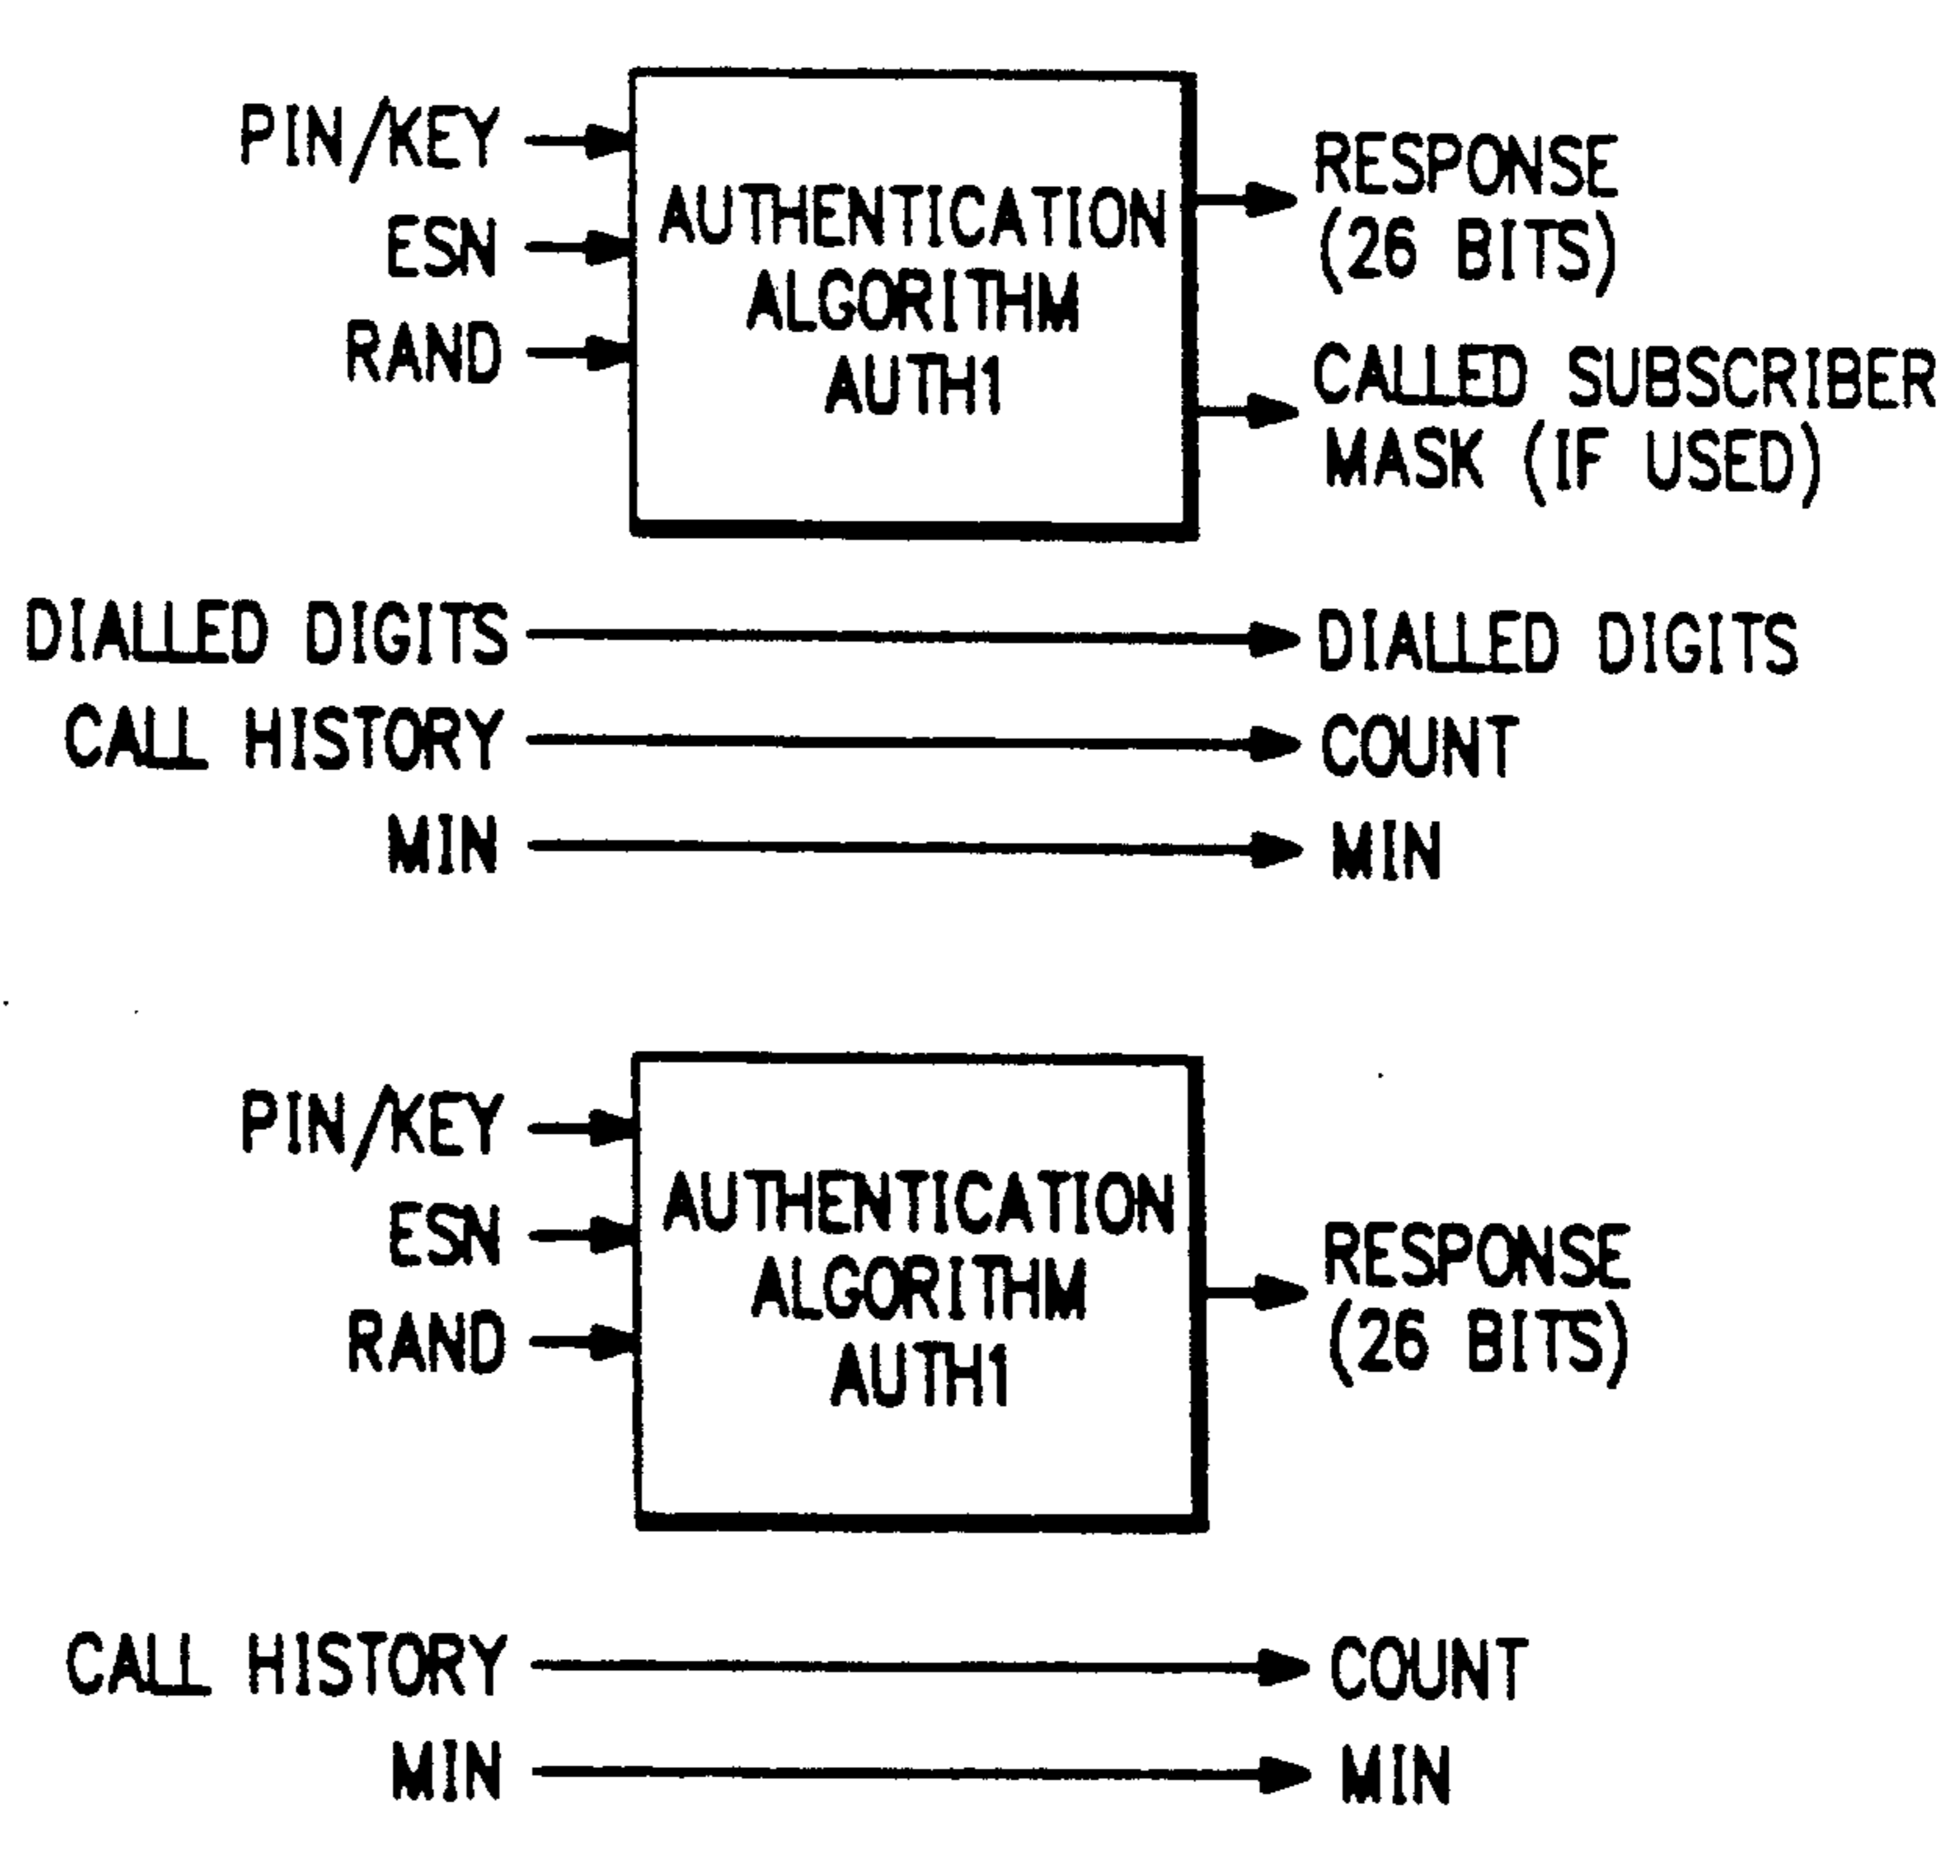 PIN/KEY
ESN
RAND
AUTHENTICATION
ALGORITHM
AUTH1
RESPONSE
(26 BITS)
CALLED SUBSCRIBER
MASK (IF USED)
DIALLED DIGITS
DIALLED DIGITS
CALL HISTORY
COUNT
MIN
MIN
PIN/KEY
ESN
RAND
AUTHENTICATION
ALGORITHM
AUTH1
RESPONSE
(26 BITS)
CALL HISTORY
COUNT
MIN
MIN